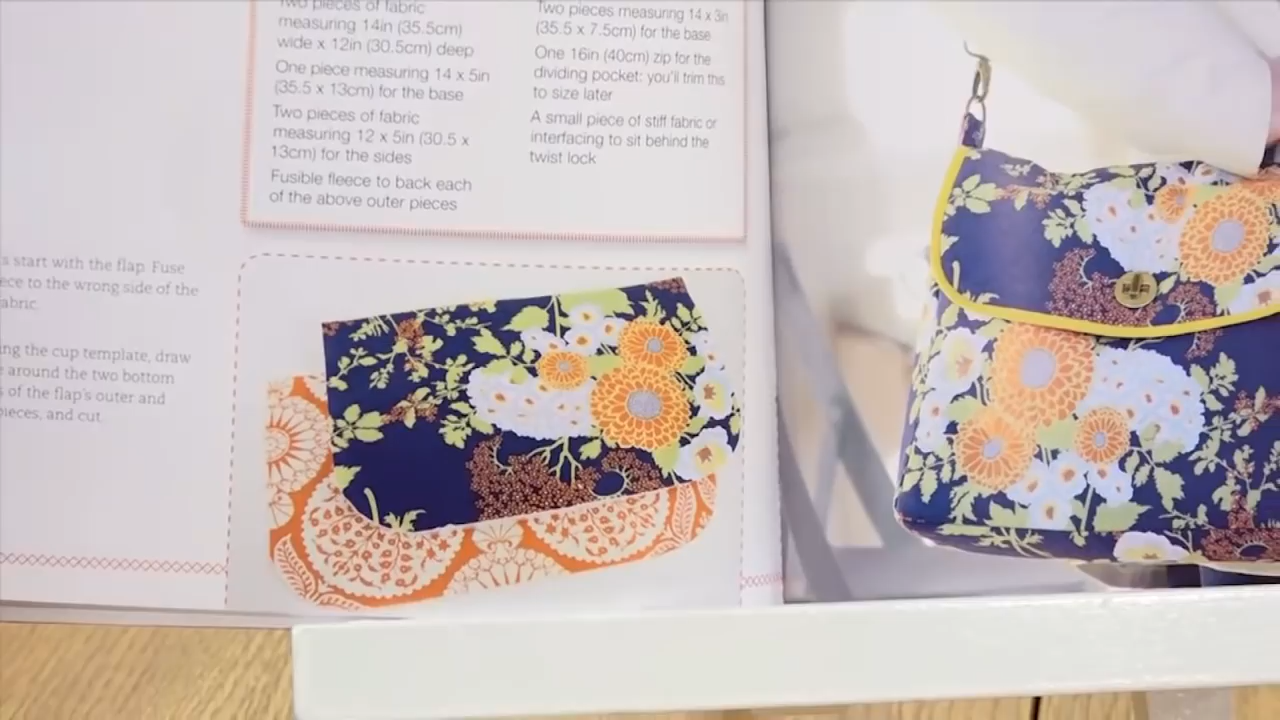 Two pieces of fabric
measuring 14in (35.5cm)
wide x 12in (30.5cm) deep
One piece measuring 14 x 5in
(35.5 x 13cm) for the base
Two pieces of fabric
measuring 12 x 5in (30.5 x
13cm) for the sides
Fusible fleece to back each
of the above outer pieces
Two pieces measuring 14 x 3in
(35.5 x 7.5cm) for the base
One 16in (40cm) zip for the
dividing pocket: you'll trim this
to size later
A small piece of stiff fabric or
interfacing to sit behind the
twist lock
s start with the flap. Fuse
ece to the wrong side of the
abric.
ing the cup template, draw
around the two bottom
s of the flap's outer and
pieces, and cut.